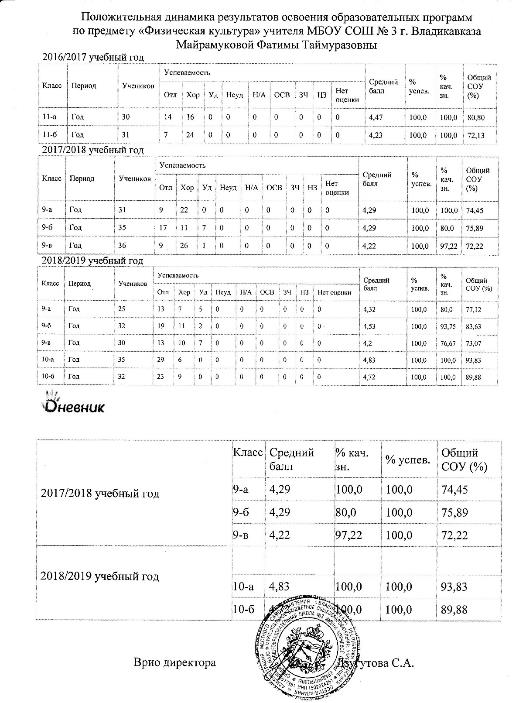 Положительная динамика результатов освоения образовательных программ
по предмету «Физическая культура» учителя МБОУ СОШ № 3 г. Владикавказа
Майрамуковой Фатимы Таймуразовны
2016/2017 учебный год
Класс Период Учеников Успеваемость Средний балл % успев. % кач. зн. Общий СОУ (%)
Отл Хор Уд Неуд Н/А ОСВ ЗЧ НЗ Нет оценки
11-а Год 30 14 16 0 0 0 0 0 0 0 4,47 100,0 100,0 80,80
11-б Год 31 7 24 0 0 0 0 0 0 0 4,23 100,0 100,0 72,13
2017/2018 учебный год
Класс Период Учеников Успеваемость Средний балл % успев. % кач. зн. Общий СОУ (%)
Отл Хор Уд Неуд Н/А ОСВ ЗЧ НЗ Нет оценки
9-а Год 31 9 22 0 0 0 0 0 0 0 4,29 100,0 100,0 74,45
9-б Год 35 17 11 7 0 0 0 0 0 0 4,29 100,0 80,0 75,89
9-в Год 36 9 26 1 0 0 0 0 0 0 4,22 100,0 97,22 72,22
2018/2019 учебный год
Класс Период Учеников Успеваемость Средний балл % успев. % кач. зн. Общий СОУ (%)
Отл Хор Уд Неуд Н/А ОСВ ЗЧ НЗ Нет оценки
9-а Год 25 13 7 5 0 0 0 0 0 0 4,32 100,0 80,0 77,12
9-б Год 32 19 11 2 0 0 0 0 0 0 4,53 100,0 93,75 83,63
9-в Год 30 13 10 7 0 0 0 0 0 0 4,2 100,0 76,67 73,07
10-а Год 35 29 6 0 0 0 0 0 0 0 4,83 100,0 100,0 93,83
10-б Год 32 23 9 0 0 0 0 0 0 0 4,72 100,0 100,0 89,88
Dневник
Класс Средний балл % кач. зн. % успев. Общий СОУ (%)
2017/2018 учебный год
9-а 4,29 100,0 100,0 74,45
9-б 4,29 80,0 100,0 75,89
9-в 4,22 97,22 100,0 72,22
2018/2019 учебный год
10-а 4,83 100,0 100,0 93,83
10-б 100,0 100,0 89,88
Врио директора Дзугутова С.А.